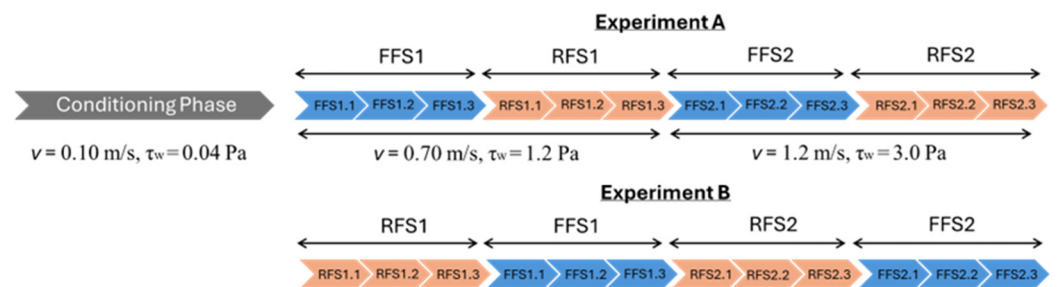 Experiment A
FFS1 RFS1 FFS2 RFS2
Conditioning Phase FFS1.1 FFS1.2 FFS1.3 RFS1.1 RFS1.2 RFS1.3 FFS2.1 FFS2.2 FFS2.3 RFS2.1 RFS2.2 RFS2.3
v = 0.10 m/s, τw = 0.04 Pa v = 0.70 m/s, τw = 1.2 Pa v = 1.2 m/s, τw = 3.0 Pa
Experiment B
RFS1 FFS1 RFS2 FFS2
RFS1.1 RFS1.2 RFS1.3 FFS1.1 FFS1.2 FFS1.3 RFS2.1 RFS2.2 RFS2.3 FFS2.1 FFS2.2 FFS2.3